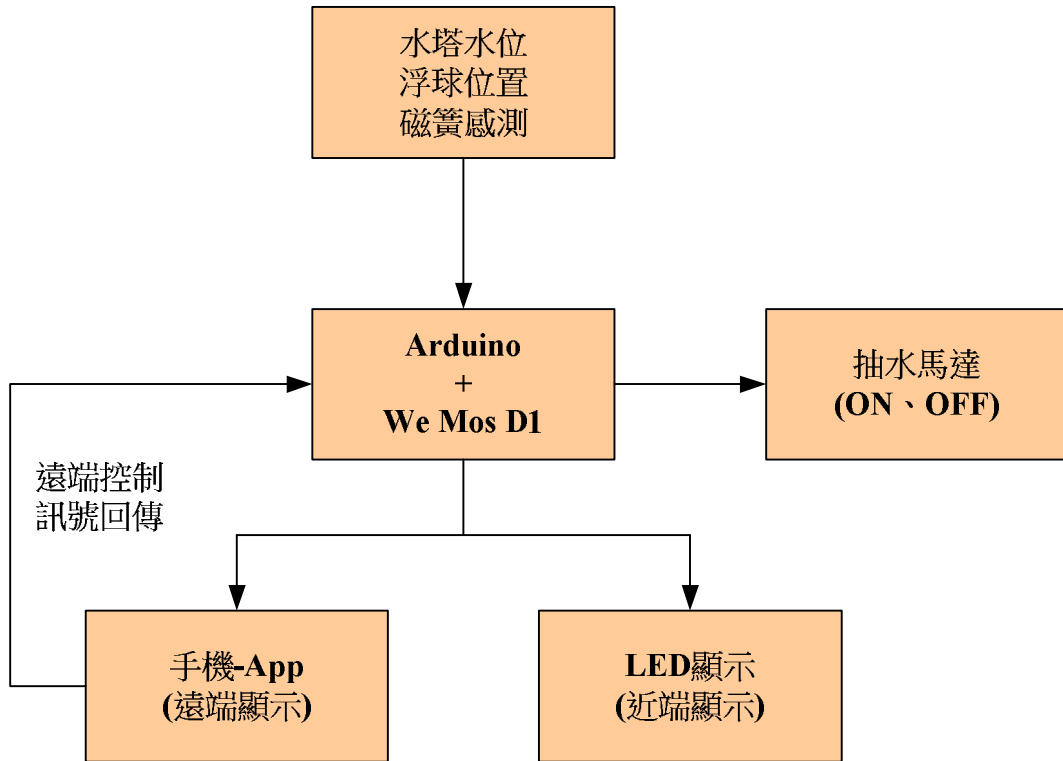 水塔水位
浮球位置
磁簧感測
Arduino
+
We Mos D1
抽水馬達
(ON、OFF)
遠端控制
訊號回傳
手機-App
(遠端顯示)
LED顯示
(近端顯示)